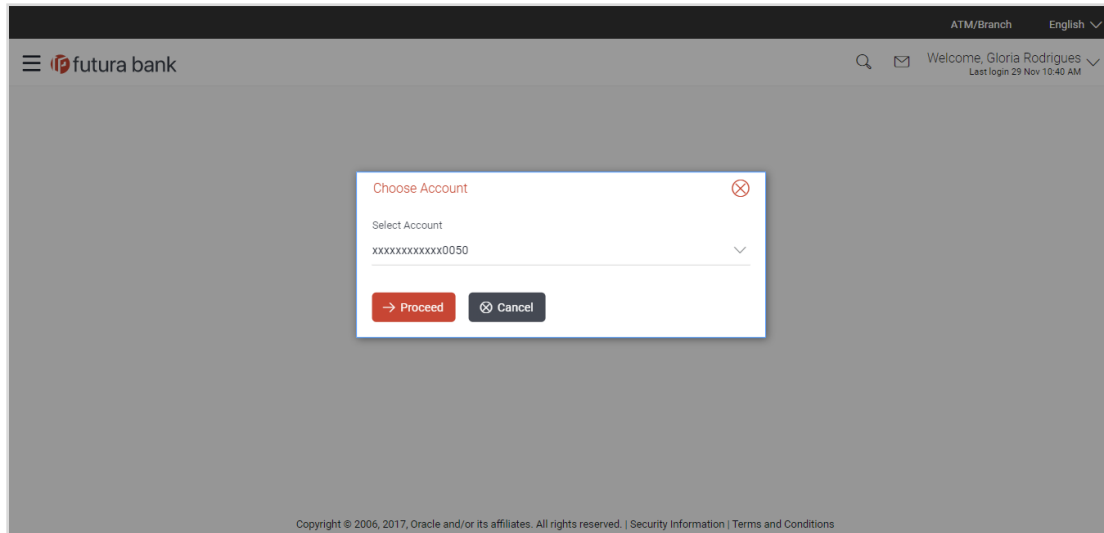 ATM/Branch English
futura bank
Welcome, Gloria Rodrigues
Last login 29 Nov 10:40 AM
Choose Account
Select Account
xxxxxxxxxxxx0050
Proceed Cancel
Copyright © 2006, 2017, Oracle and/or its affiliates. All rights reserved. | Security Information | Terms and Conditions